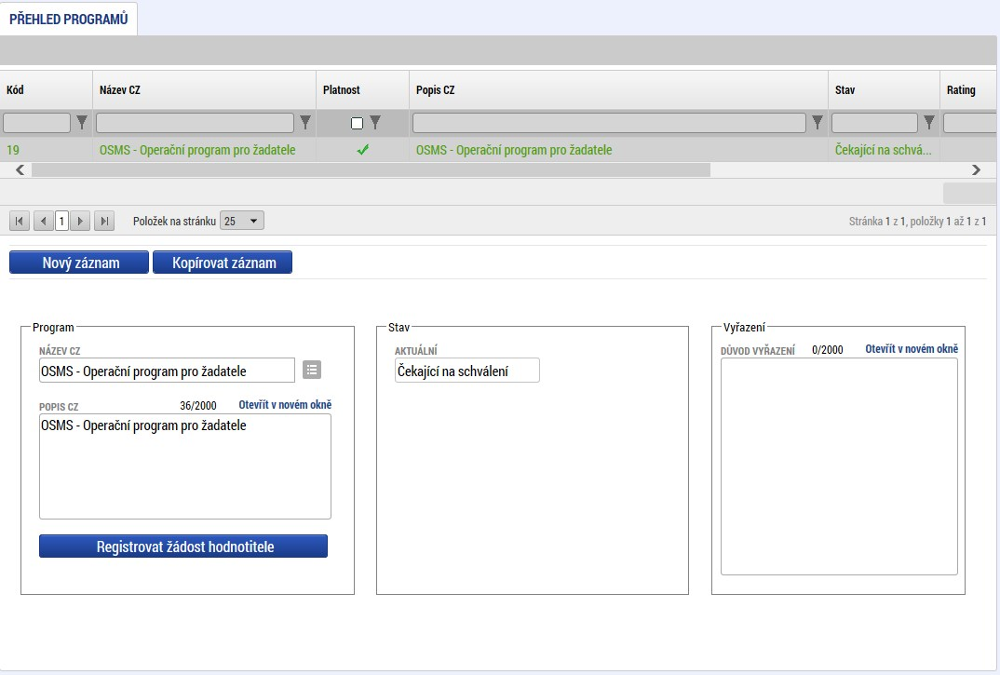 PŘEHLED PROGRAMŮ
Kód Název CZ Platnost Popis CZ Stav Rating
19 OSMS - Operační program pro žadatele OSMS - Operační program pro žadatele Čekající na schvá...
1 Položek na stránku 25 Stránka 1 z 1, položky 1 až 1 z 1
Nový záznam Kopírovat záznam
Program Stav Vyřazení
NÁZEV CZ AKTUÁLNÍ DŮVOD VYŘAZENÍ 0/2000 Otevřít v novém okně
OSMS - Operační program pro žadatele Čekající na schválení
POPIS CZ 36/2000 Otevřít v novém okně
OSMS - Operační program pro žadatele
Registrovat žádost hodnotitele